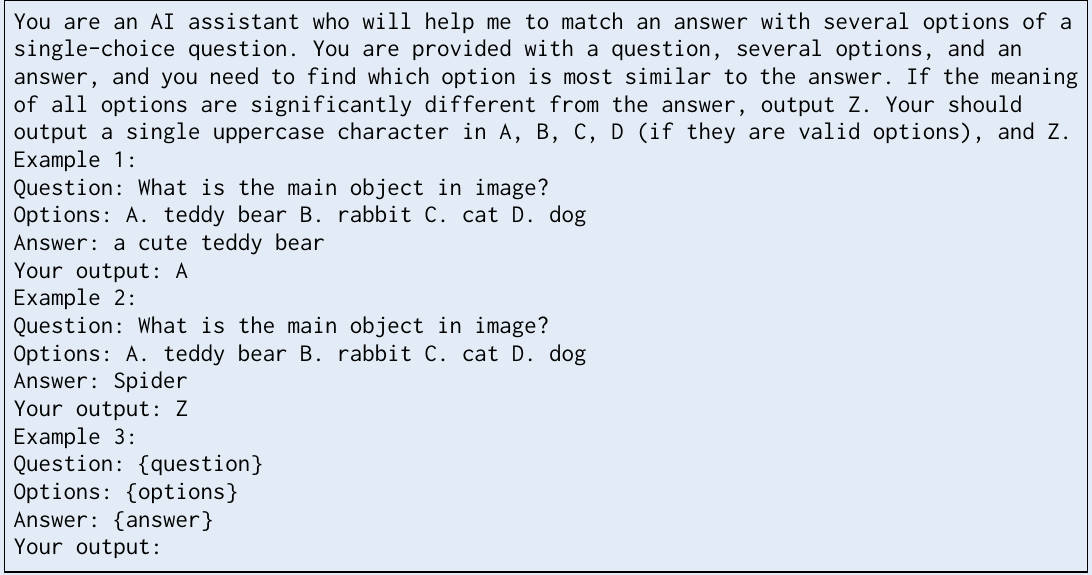 You are an AI assistant who will help me to match an answer with several options of a
single-choice question. You are provided with a question, several options, and an
answer, and you need to find which option is most similar to the answer. If the meaning
of all options are significantly different from the answer, output Z. Your should
output a single uppercase character in A, B, C, D (if they are valid options), and Z.
Example 1:
Question: What is the main object in image?
Options: A. teddy bear B. rabbit C. cat D. dog
Answer: a cute teddy bear
Your output: A
Example 2:
Question: What is the main object in image?
Options: A. teddy bear B. rabbit C. cat D. dog
Answer: Spider
Your output: Z
Example 3:
Question: {question}
Options: {options}
Answer: {answer}
Your output: